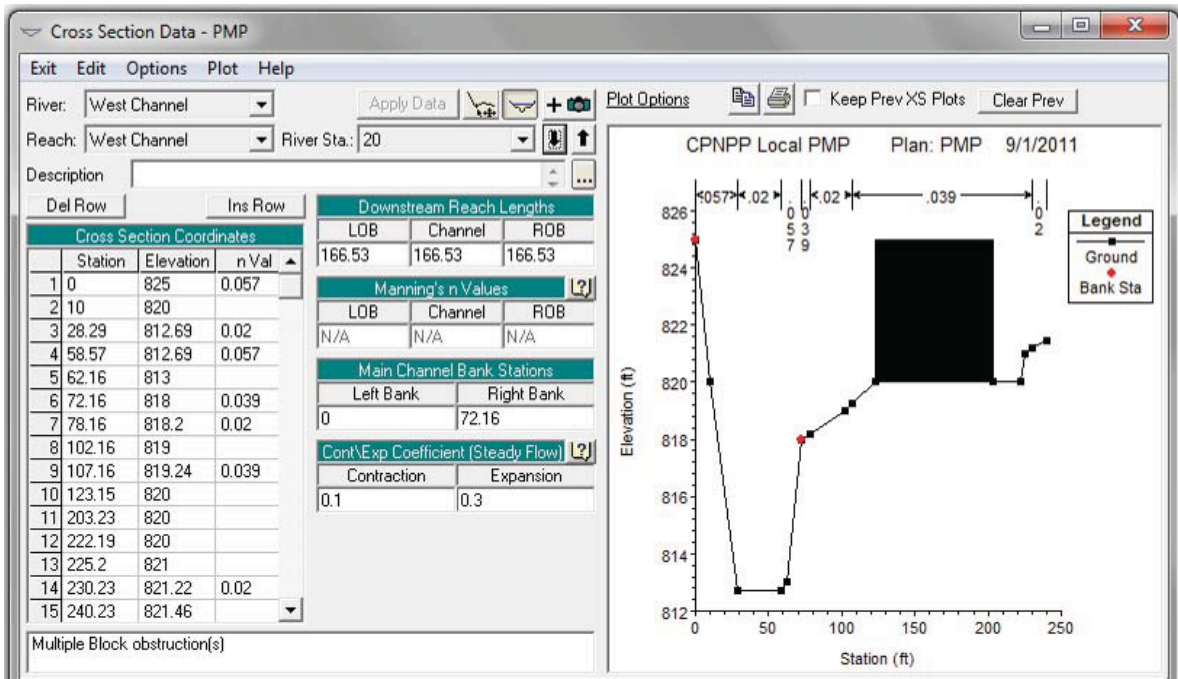 Cross Section Data - PMP
Exit Edit Options Plot Help
River: West Channel
Apply Data
Reach: West Channel
River Sta.: 20
Description
...
Del Row Ins Row
Cross Section Coordinates
Station Elevation n Val
1 0 825 0.057
2 10 820
3 28.29 812.69 0.02
4 58.57 812.69 0.057
5 62.16 813
6 72.16 818 0.039
7 78.16 818.2 0.02
8 102.16 819
9 107.16 819.24 0.039
10 123.15 820
11 203.23 820
12 222.19 820
13 225.2 821
14 230.23 821.22 0.02
15 240.23 821.46
Downstream Reach Lengths
LOB Channel ROB
166.53 166.53 166.53
Manning's n Values
LOB Channel ROB
N/A N/A N/A
Main Channel Bank Stations
Left Bank Right Bank
0 72.16
Cont\Exp Coefficient (Steady Flow)
Contraction Expansion
0.1 0.3
Multiple Block obstruction(s)
Plot Options
Keep Prev XS Plots
Clear Prev
CPNPP Local PMP Plan: PMP 9/1/2011
.057 .02 .057 .039 .02 .039 .02
Legend
Ground
Bank Sta
Elevation (ft)
826
824
822
820
818
816
814
812
0 50 100 150 200 250
Station (ft)